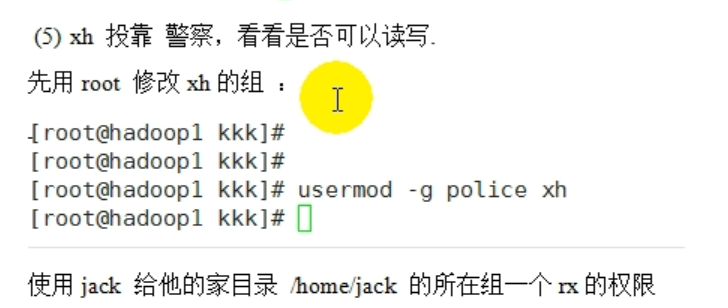 (5) xh 投靠 警察，看看是否可以读写.
先用 root 修改 xh 的组 ：
[root@hadoop1 kkk]#
[root@hadoop1 kkk]#
[root@hadoop1 kkk]# usermod -g police xh
[root@hadoop1 kkk]#
使用 jack 给他的家目录 /home/jack 的所在组一个 rx 的权限